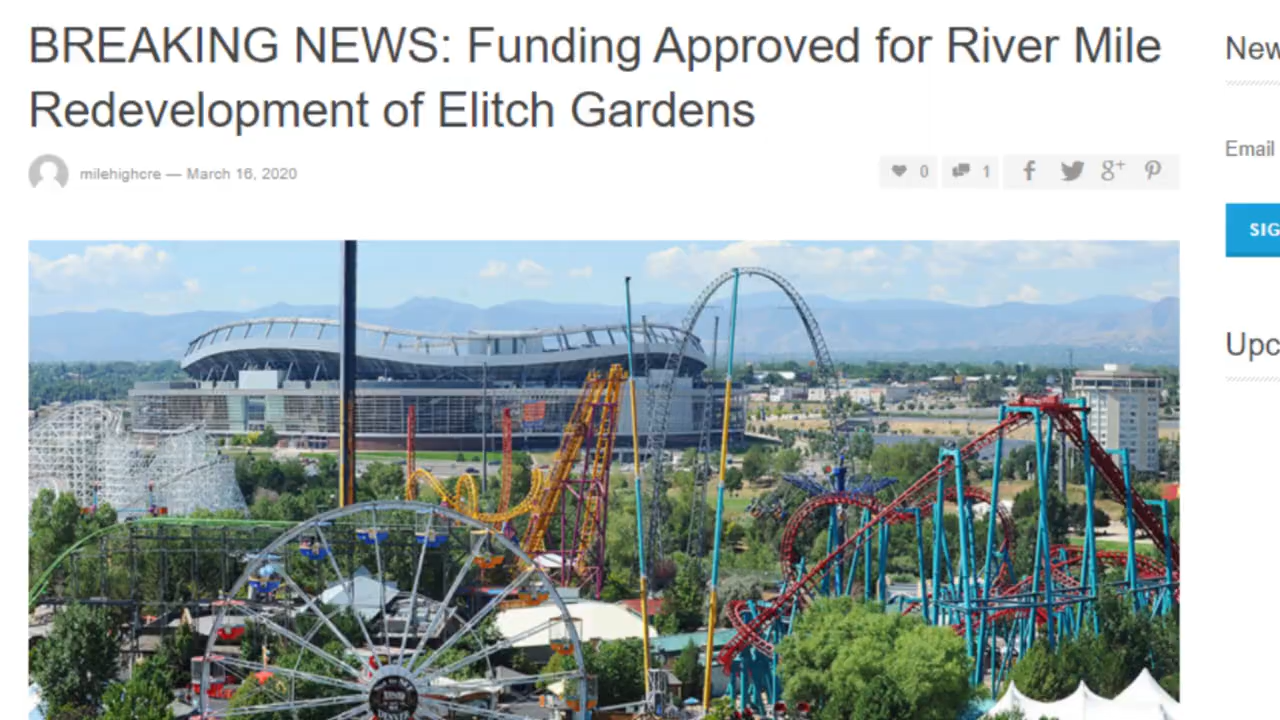 BREAKING NEWS: Funding Approved for River Mile
Redevelopment of Elitch Gardens
milehighcre — March 16, 2020
0
1
f
g+
New
Email
SIG
Upc
DENVER